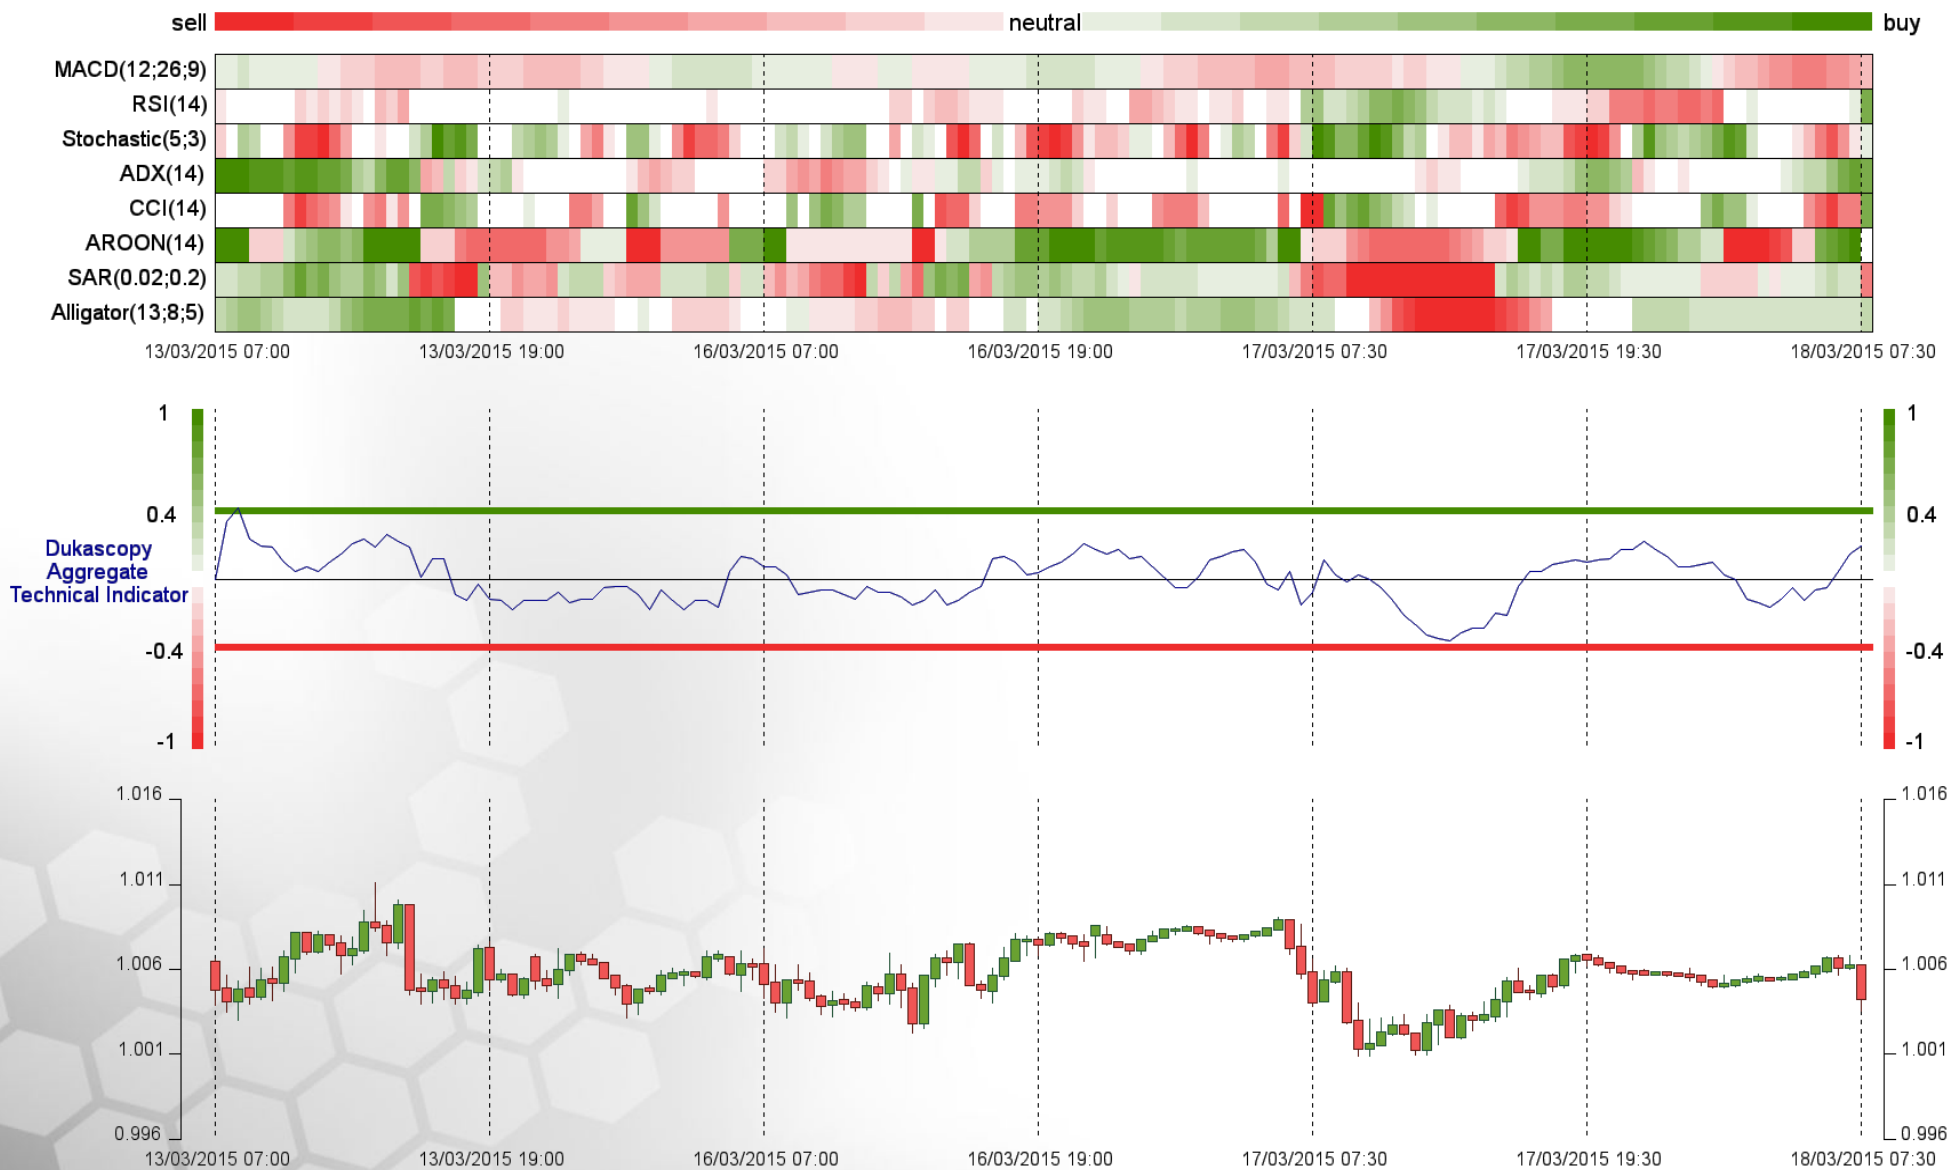 sell neutral buy
MACD(12;26;9)
RSI(14)
Stochastic(5;3)
ADX(14)
CCI(14)
AROON(14)
SAR(0.02;0.2)
Alligator(13;8;5)
13/03/2015 07:00 13/03/2015 19:00 16/03/2015 07:00 16/03/2015 19:00 17/03/2015 07:30 17/03/2015 19:30 18/03/2015 07:30
1 1
0.4 0.4
Dukascopy
Aggregate
Technical Indicator
-0.4 -0.4
-1 -1
1.016 1.016
1.011 1.011
1.006 1.006
1.001 1.001
0.996 0.996
13/03/2015 07:00 13/03/2015 19:00 16/03/2015 07:00 16/03/2015 19:00 17/03/2015 07:30 17/03/2015 19:30 18/03/2015 07:30